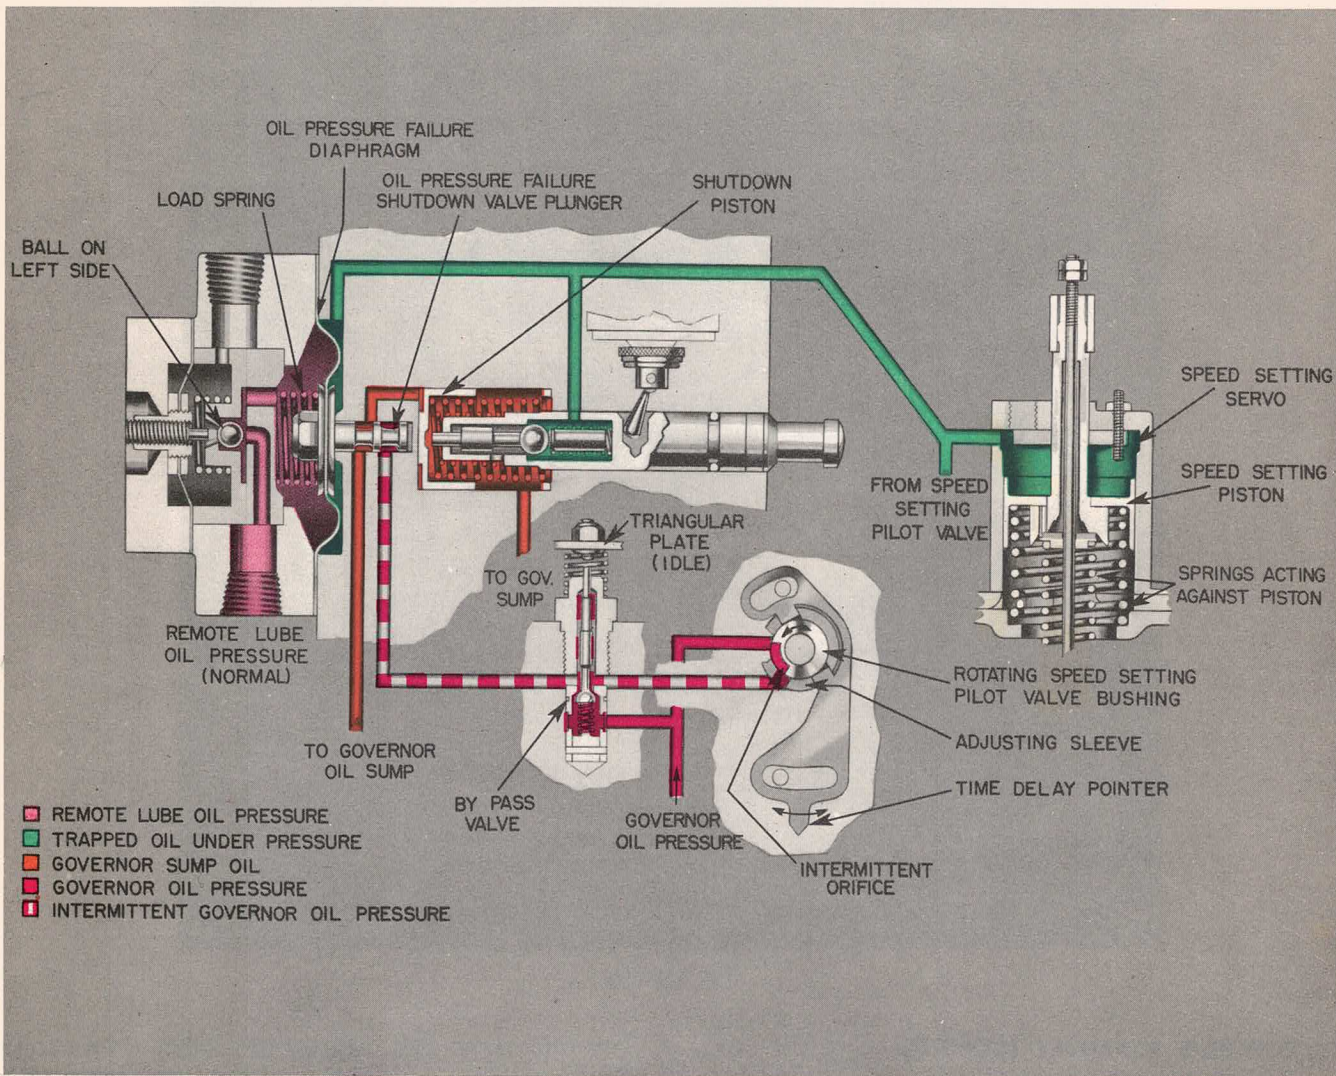 OIL PRESSURE FAILURE
DIAPHRAGM
OIL PRESSURE FAILURE
SHUTDOWN VALVE PLUNGER
SHUTDOWN
PISTON
LOAD SPRING
BALL ON
LEFT SIDE
SPEED SETTING
SERVO
SPEED SETTING
PISTON
FROM SPEED
SETTING
PILOT VALVE
TRIANGULAR
PLATE
(IDLE)
TO GOV.
SUMP
SPRINGS ACTING
AGAINST PISTON
REMOTE LUBE
OIL PRESSURE
(NORMAL)
ROTATING SPEED SETTING
PILOT VALVE BUSHING
ADJUSTING SLEEVE
TO GOVERNOR
OIL SUMP
TIME DELAY POINTER
BY PASS
VALVE
GOVERNOR
OIL PRESSURE
INTERMITTENT
ORIFICE
REMOTE LUBE OIL PRESSURE
TRAPPED OIL UNDER PRESSURE
GOVERNOR SUMP OIL
GOVERNOR OIL PRESSURE
INTERMITTENT GOVERNOR OIL PRESSURE